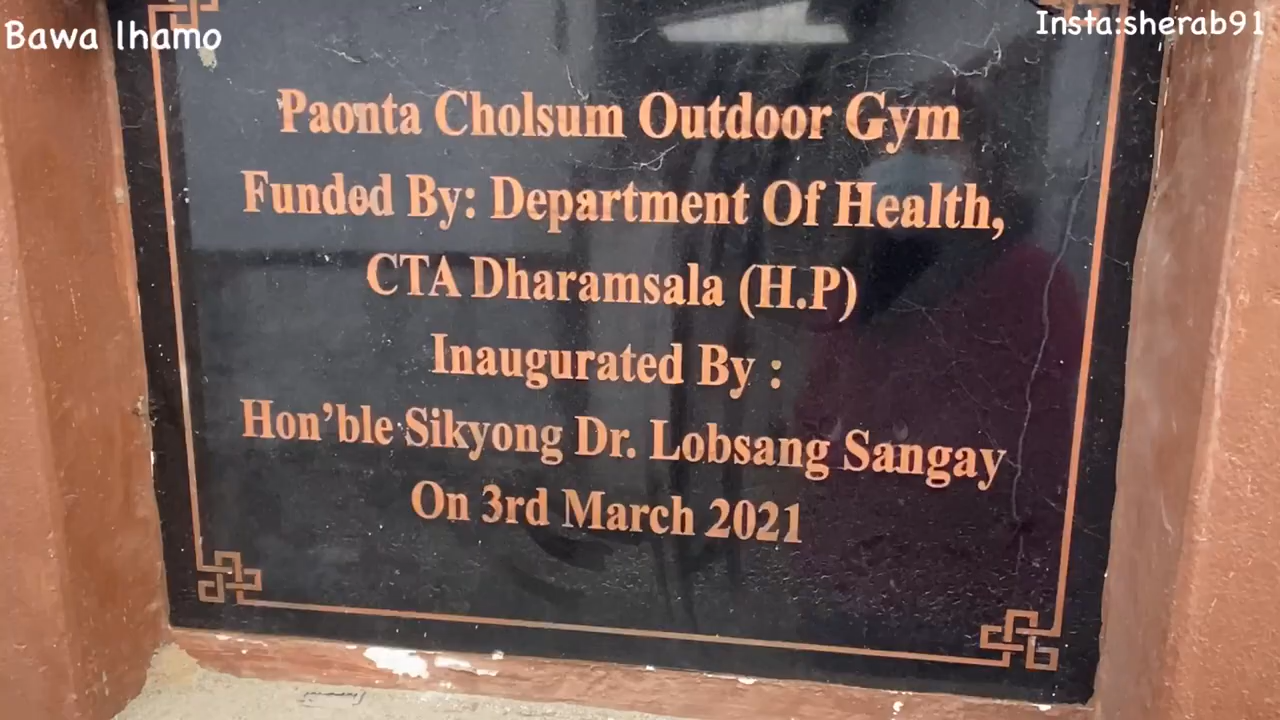 Bawa lhamo
Insta:sherab91
Paonta Cholsum Outdoor Gym
Funded By: Department Of Health,
CTA Dharamsala (H.P)
Inaugurated By :
Hon'ble Sikyong Dr. Lobsang Sangay
On 3rd March 2021